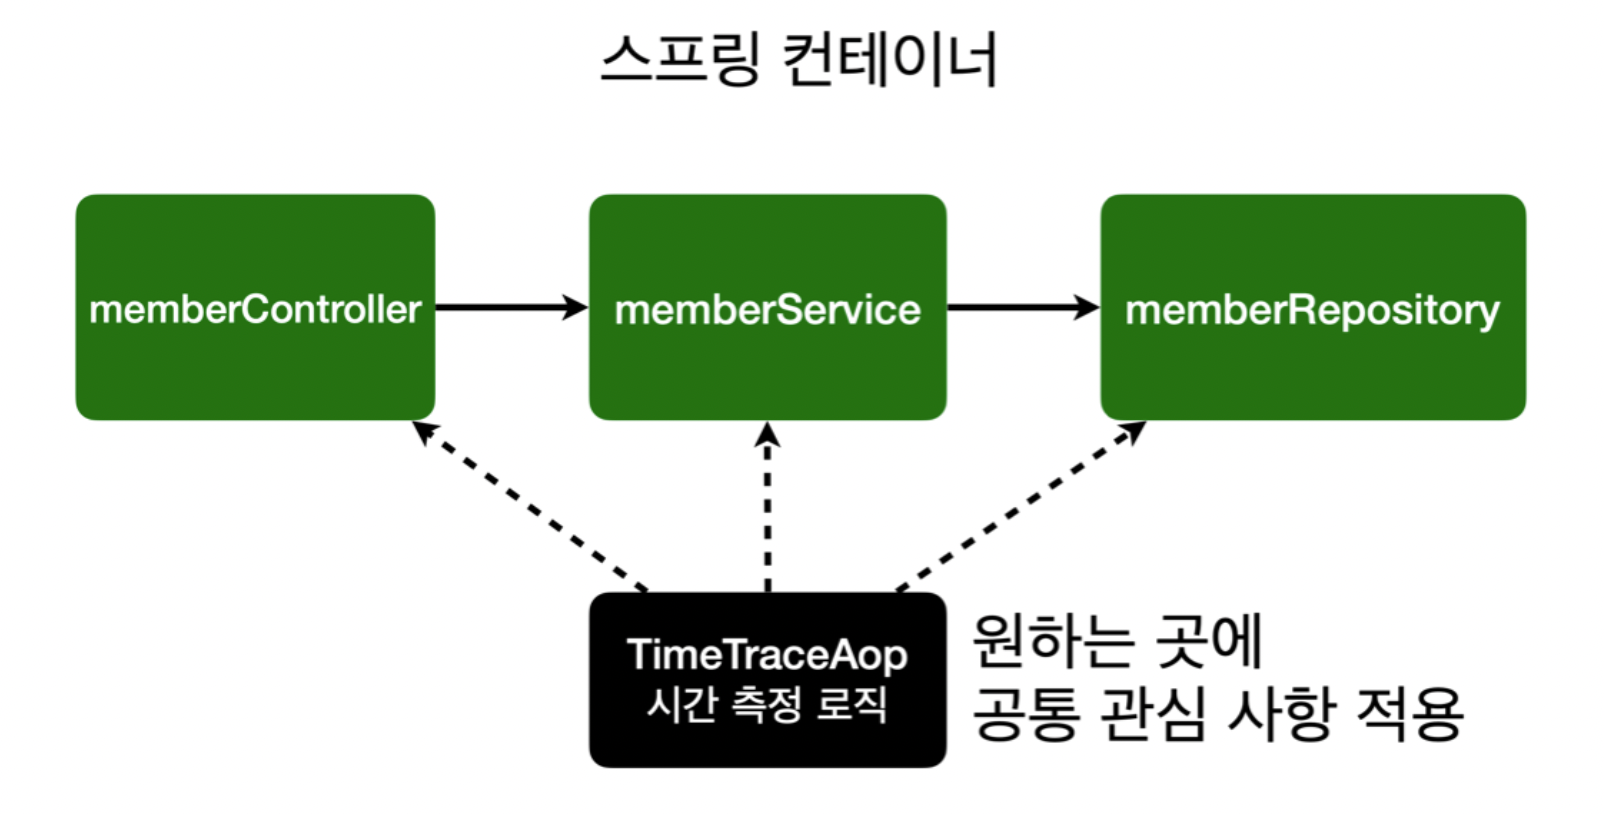 스프링 컨테이너
memberController
memberService
memberRepository
TimeTraceAop
시간 측정 로직
원하는 곳에
공통 관심 사항 적용